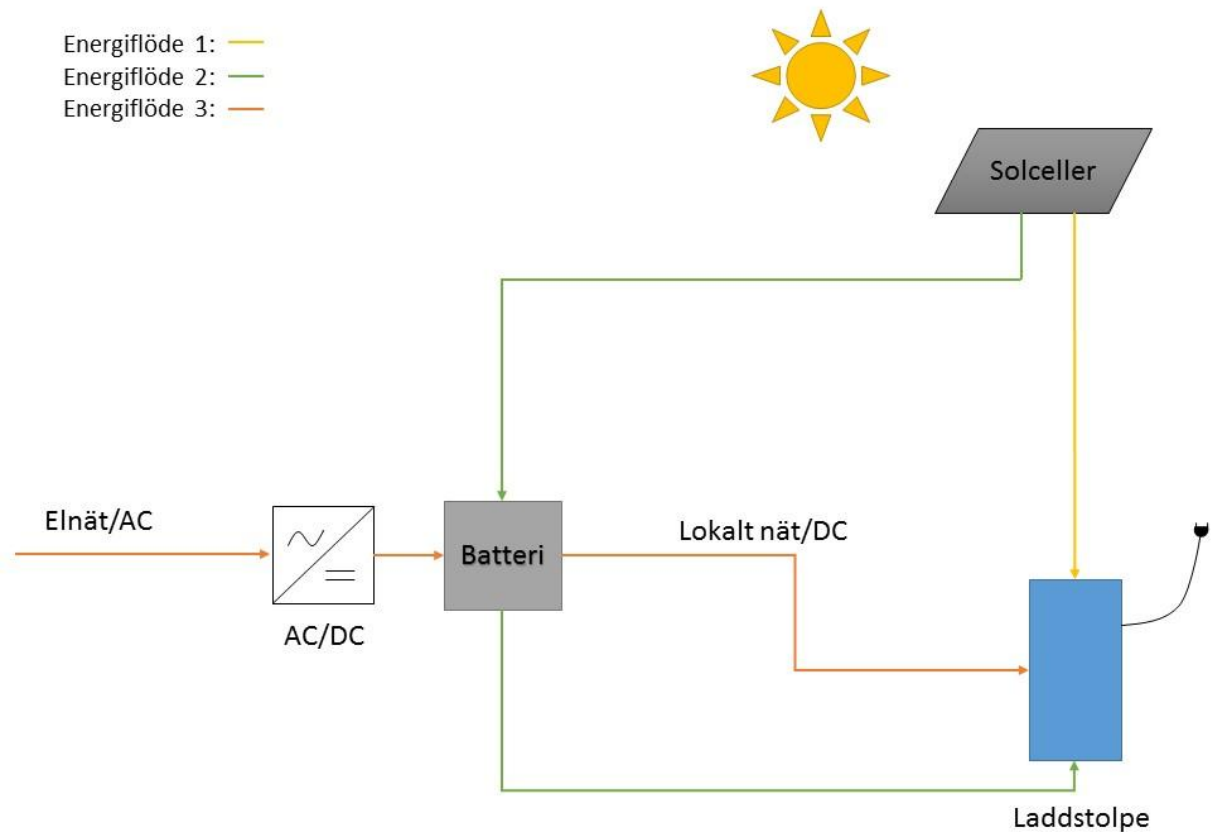 Energiflöde 1:
Energiflöde 2:
Energiflöde 3:
Solceller
Elnät/AC
Lokalt nät/DC
Batteri
AC/DC
Laddstolpe